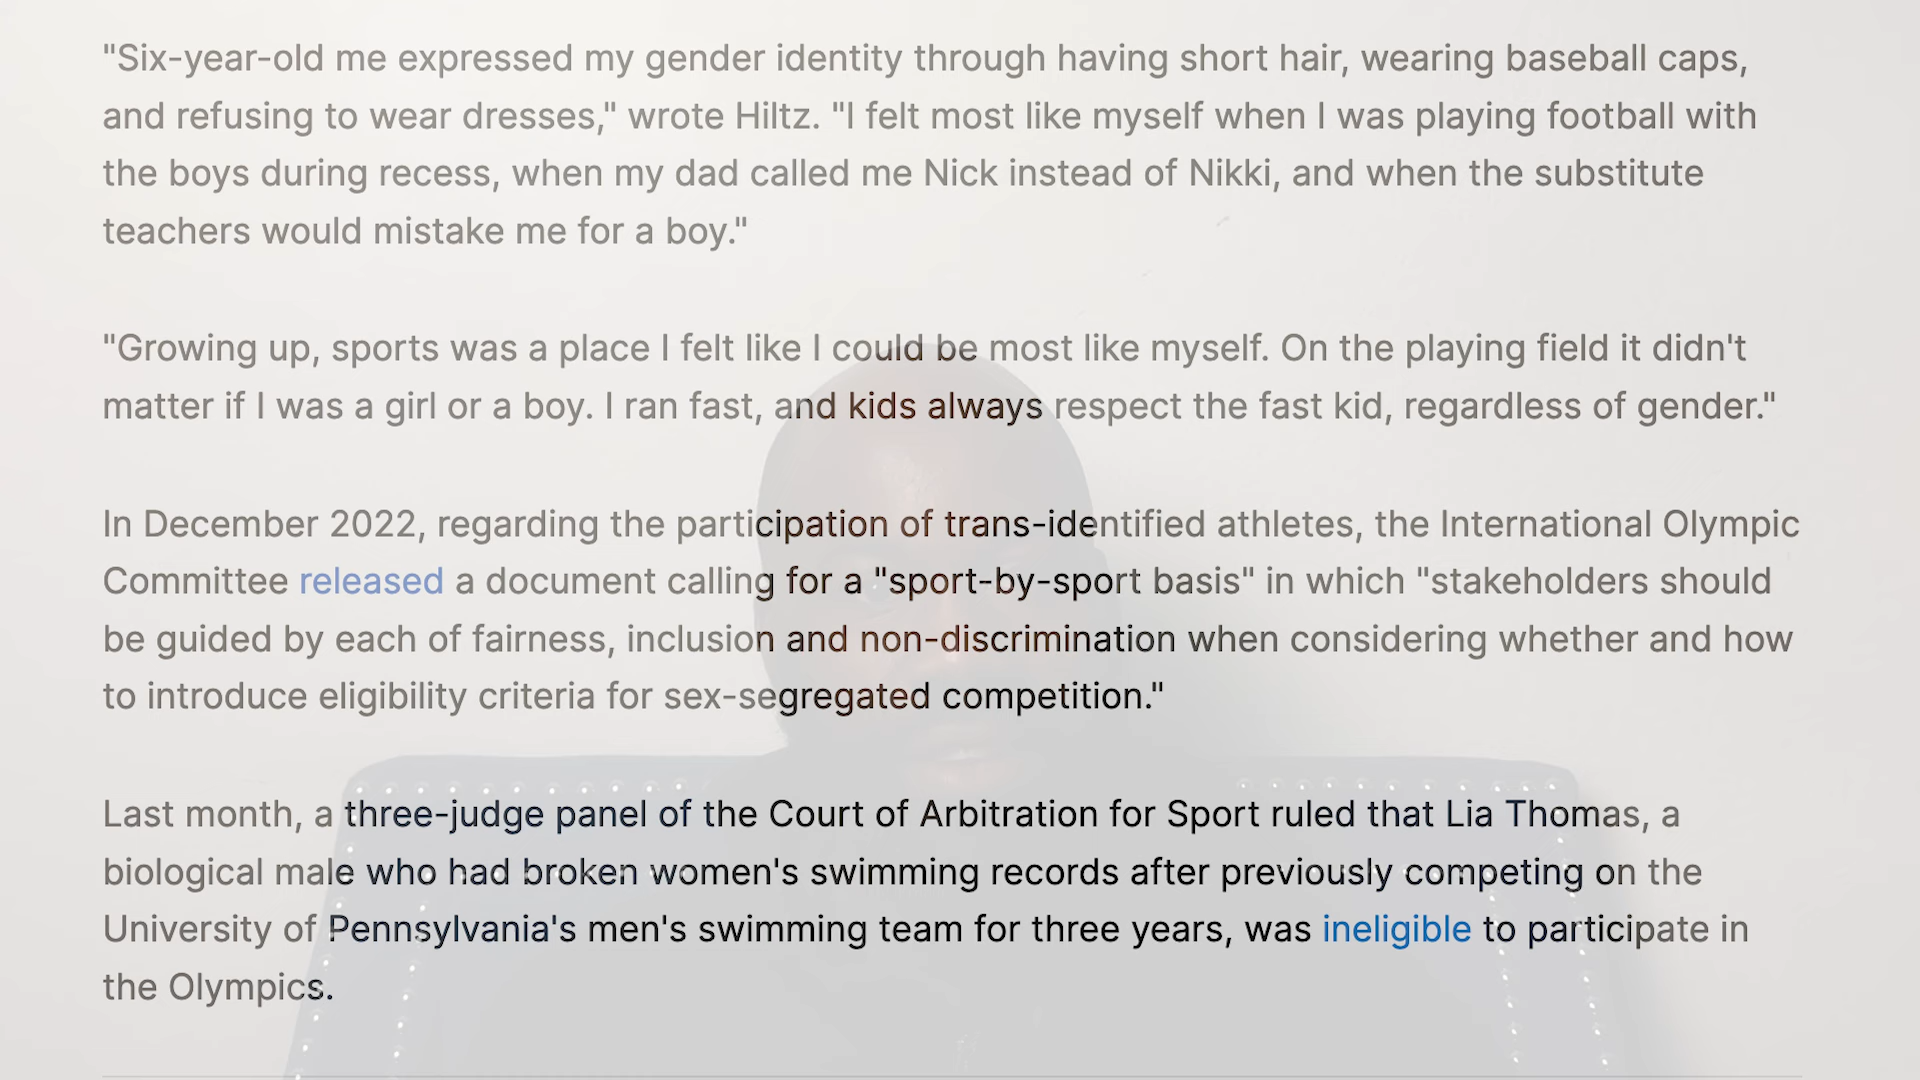 "Six-year-old me expressed my gender identity through having short hair, wearing baseball caps,
and refusing to wear dresses," wrote Hiltz. "I felt most like myself when I was playing football with
the boys during recess, when my dad called me Nick instead of Nikki, and when the substitute
teachers would mistake me for a boy."
"Growing up, sports was a place I felt like I could be most like myself. On the playing field it didn't
matter if I was a girl or a boy. I ran fast, and kids always respect the fast kid, regardless of gender."
In December 2022, regarding the participation of trans-identified athletes, the International Olympic
Committee released a document calling for a "sport-by-sport basis" in which "stakeholders should
be guided by each of fairness, inclusion and non-discrimination when considering whether and how
to introduce eligibility criteria for sex-segregated competition."
Last month, a three-judge panel of the Court of Arbitration for Sport ruled that Lia Thomas, a
biological male who had broken women's swimming records after previously competing on the
University of Pennsylvania's men's swimming team for three years, was ineligible to participate in
the Olympics.